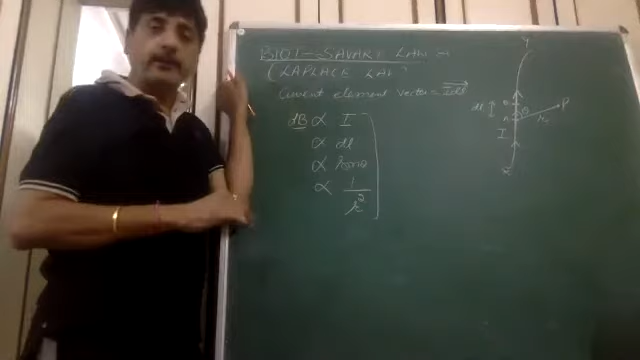 BIOT-SAVART LAW :-
(LAPLACE LAW)
Current element vector = Idl
dB ∝ I
∝ dl
∝ sinθ
∝ 1/r²
Y
dl
B
A
θ
r
P
I
X